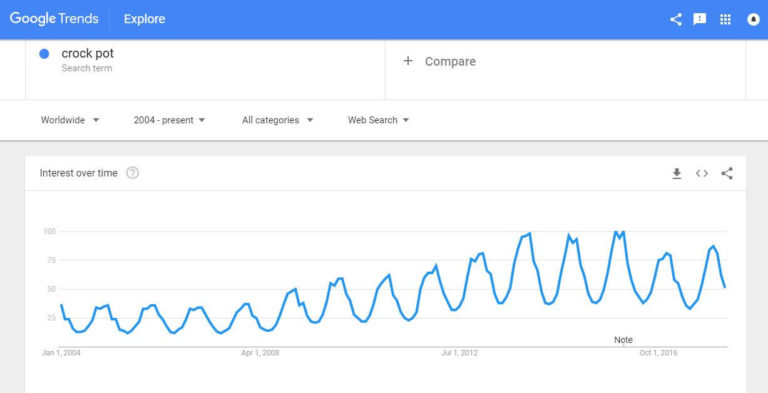 Google Trends Explore
crock pot
Search term
+ Compare
Worldwide 2004 - present All categories Web Search
Interest over time ?
100
75
50
25
Note
Jan 1, 2004 Apr 1, 2008 Jul 1, 2012 Oct 1, 2016